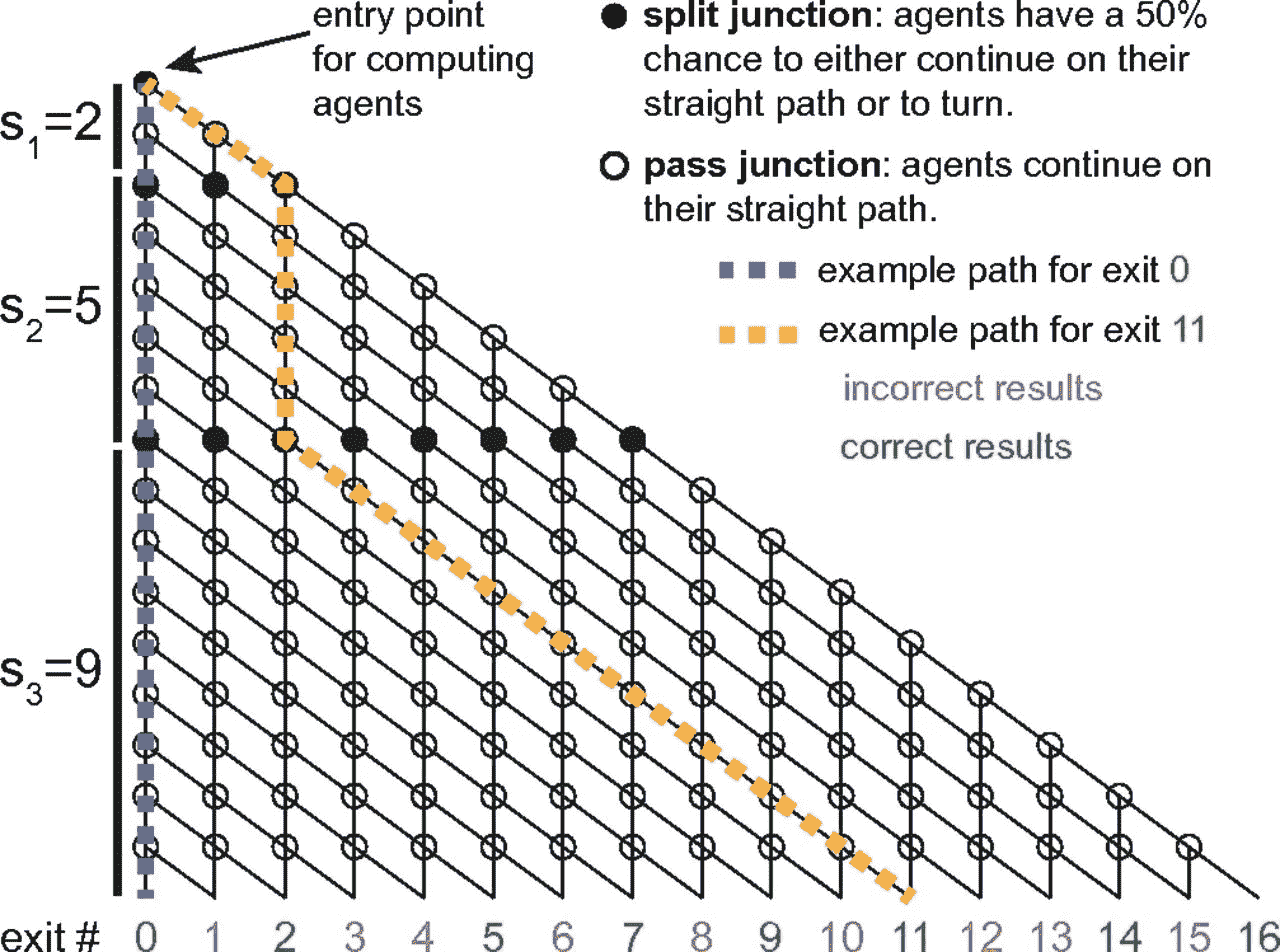 entry point
for computing
agents
split junction: agents have a 50%
chance to either continue on their
straight path or to turn.
pass junction: agents continue on
their straight path.
example path for exit 0
example path for exit 11
incorrect results
correct results
s1=2
s2=5
s3=9
exit # 0 1 2 3 4 5 6 7 8 9 10 11 12 13 14 15 16